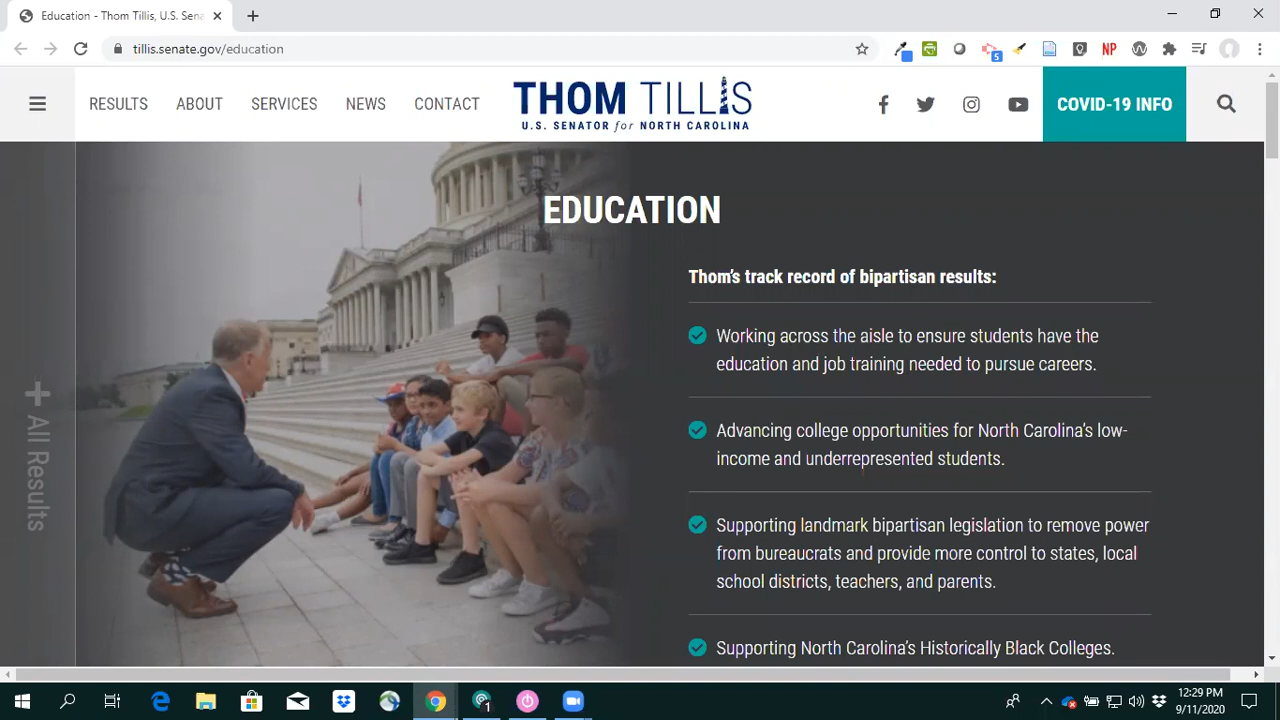 Education - Thom Tillis, U.S. Sena
tillis.senate.gov/education
NP
5
RESULTS ABOUT SERVICES NEWS CONTACT
THOM TILLIS
U.S. SENATOR for NORTH CAROLINA
COVID-19 INFO
EDUCATION
Thom's track record of bipartisan results:
Working across the aisle to ensure students have the
education and job training needed to pursue careers.
Advancing college opportunities for North Carolina's low-
income and underrepresented students.
Supporting landmark bipartisan legislation to remove power
from bureaucrats and provide more control to states, local
school districts, teachers, and parents.
Supporting North Carolina's Historically Black Colleges.
+ All Results
1
12:29 PM
9/11/2020